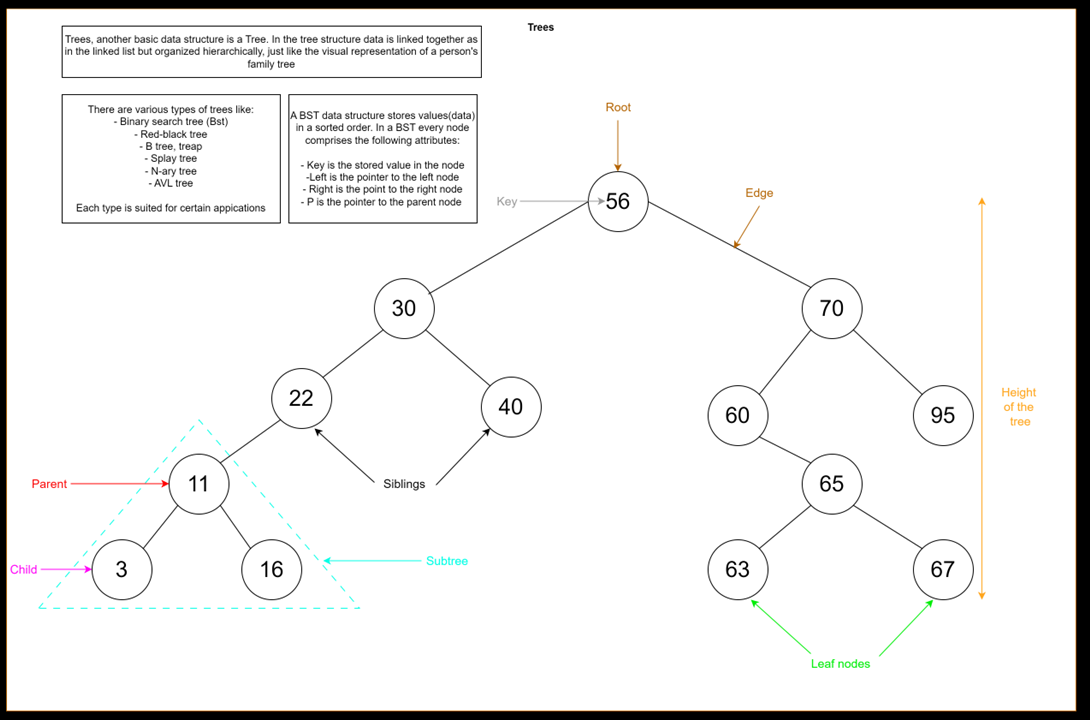 Trees
Trees, another basic data structure is a Tree. In the tree structure data is linked together as
in the linked list but organized hierarchically, just like the visual representation of a person's
family tree
There are various types of trees like:
- Binary search tree (Bst)
- Red-black tree
- B tree, treap
- Splay tree
- N-ary tree
- AVL tree
Each type is suited for certain appications
A BST data structure stores values(data)
in a sorted order. In a BST every node
comprises the following attributes:
- Key is the stored value in the node
-Left is the pointer to the left node
- Right is the point to the right node
- P is the pointer to the parent node
Root
Key
56
Edge
30
70
22
40
60
95
Height
of the
tree
Parent
11
Siblings
65
Child
3
16
Subtree
63
67
Leaf nodes